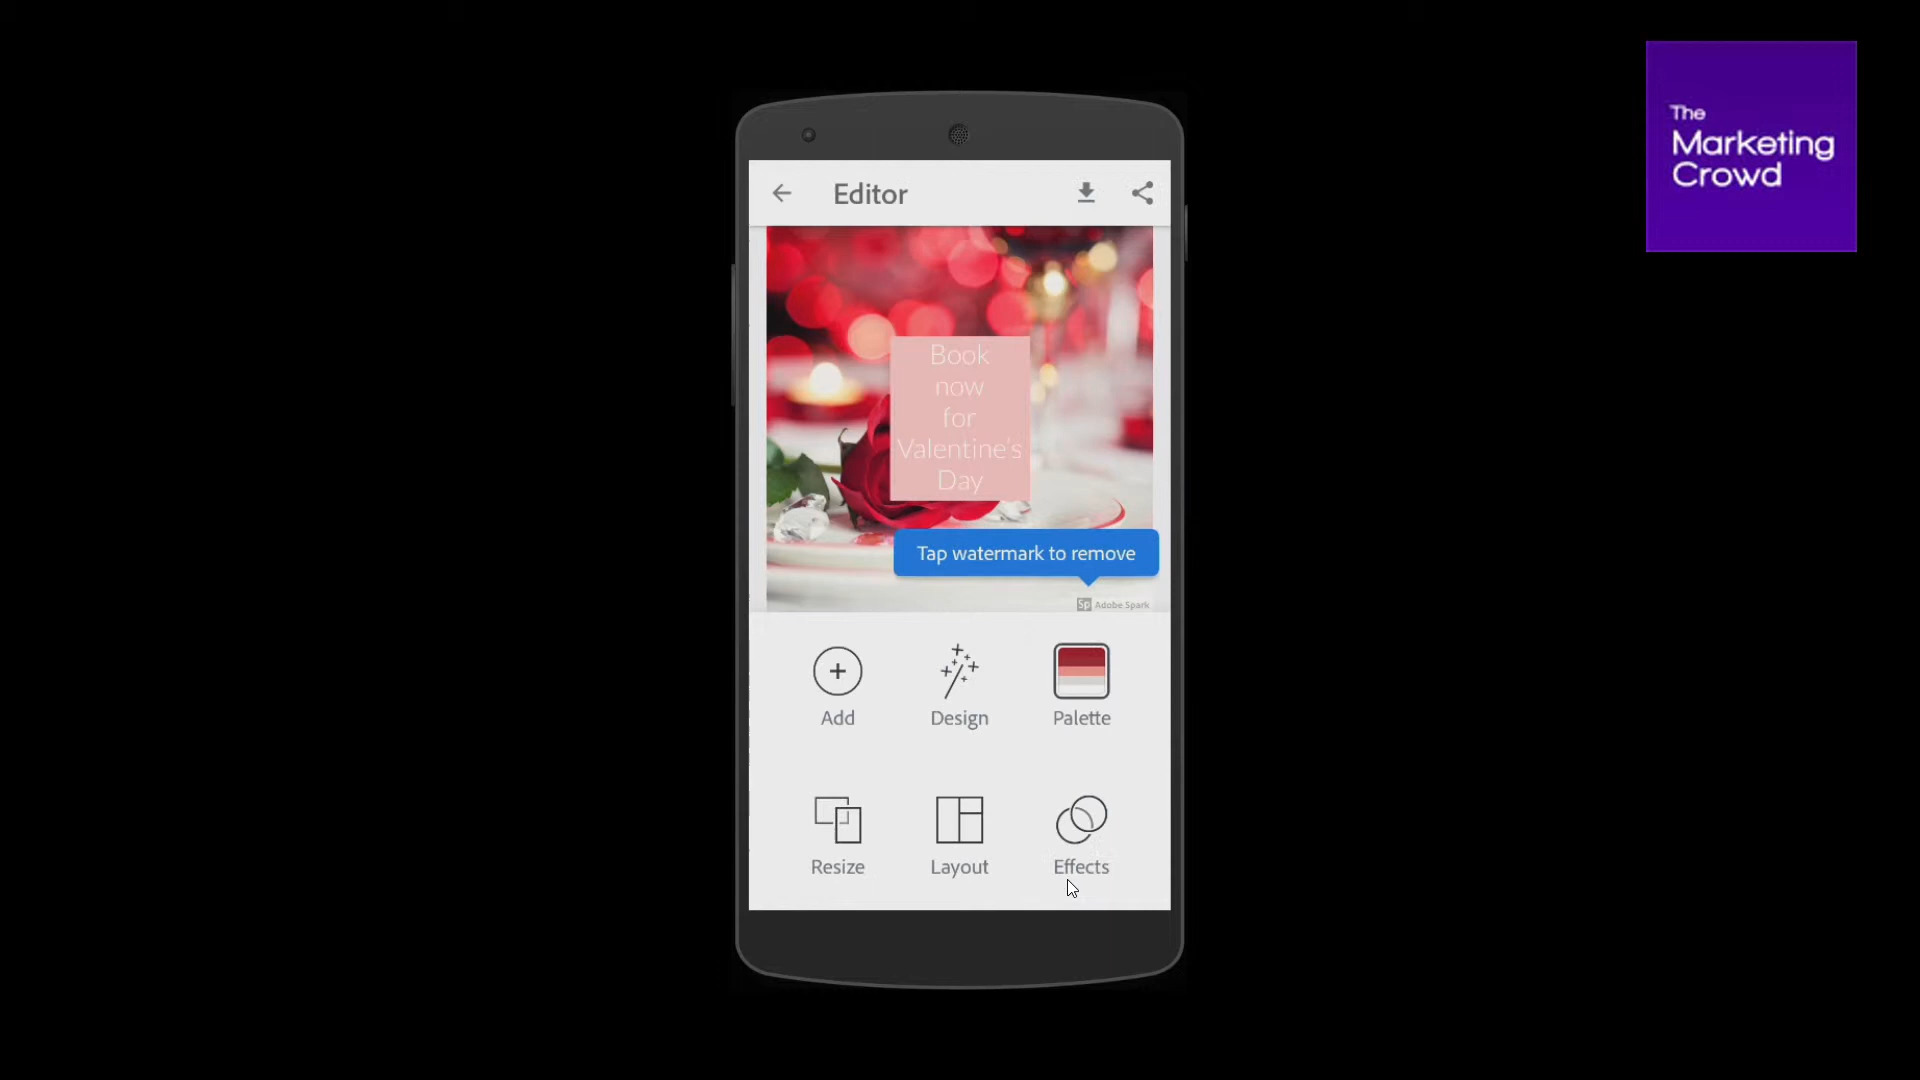 The
Marketing
Crowd
Editor
Book
now
for
Valentine's
Day
Tap watermark to remove
Sp Adobe Spark
Add
Design
Palette
Resize
Layout
Effects